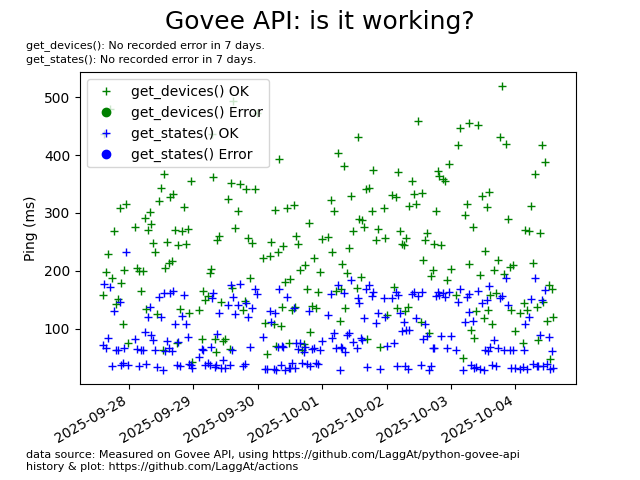 Govee API: is it working?
get_devices(): No recorded error in 7 days.
get_states(): No recorded error in 7 days.
get_devices() OK
get_devices() Error
get_states() OK
get_states() Error
Ping (ms)
500
400
300
200
100
2025-09-28
2025-09-29
2025-09-30
2025-10-01
2025-10-02
2025-10-03
2025-10-04
data source: Measured on Govee API, using https://github.com/LaggAt/python-govee-api
history & plot: https://github.com/LaggAt/actions